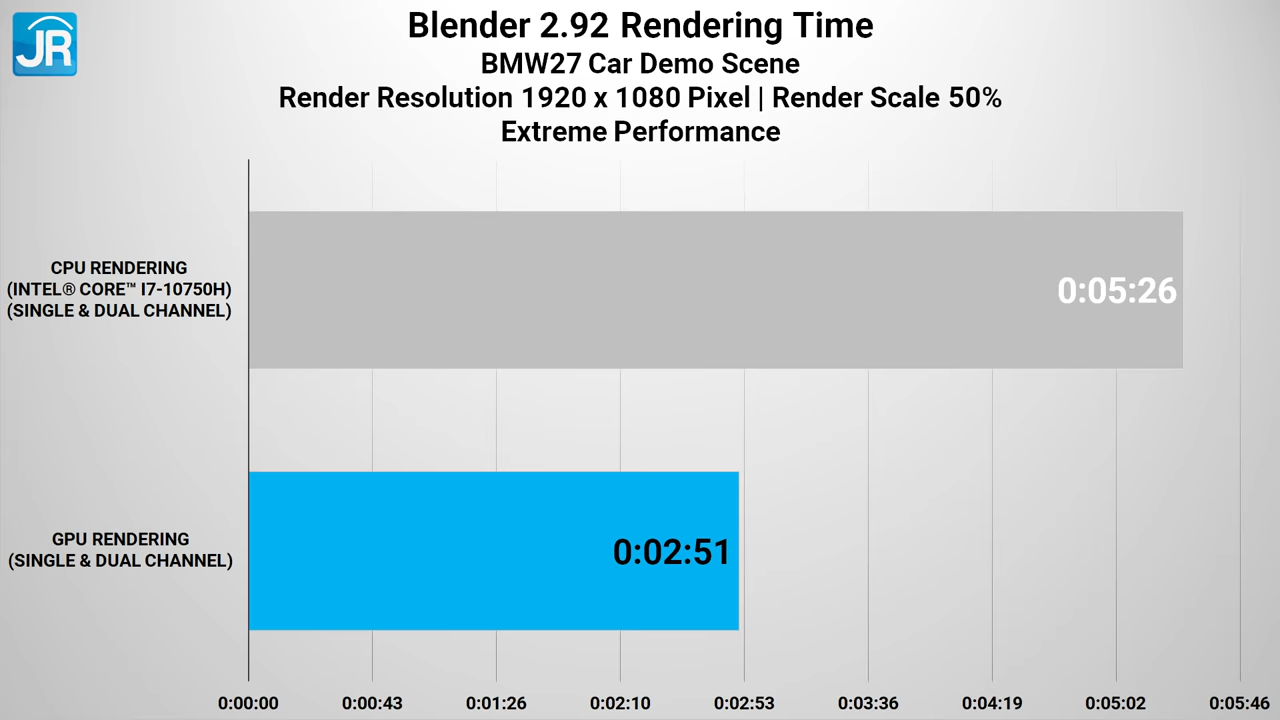 JR
Blender 2.92 Rendering Time
BMW27 Car Demo Scene
Render Resolution 1920 x 1080 Pixel | Render Scale 50%
Extreme Performance
CPU RENDERING
(INTEL® CORE™ I7-10750H)
(SINGLE & DUAL CHANNEL)
0:05:26
GPU RENDERING
(SINGLE & DUAL CHANNEL)
0:02:51
0:00:00 0:00:43 0:01:26 0:02:10 0:02:53 0:03:36 0:04:19 0:05:02 0:05:46